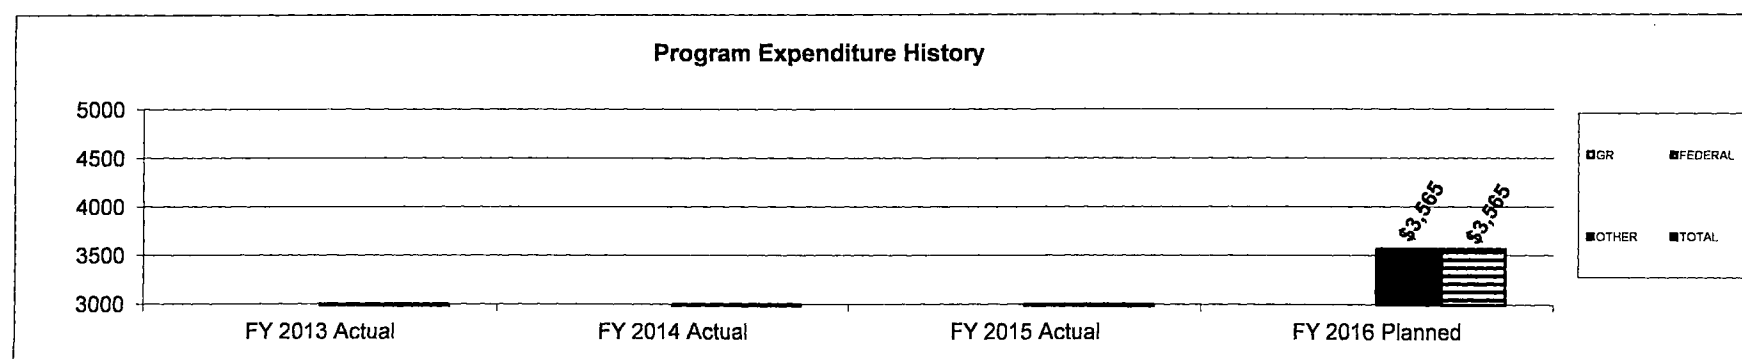 Program Expenditure History
5000
4500
4000
3500
3000
$3,565
$3,565
FY 2013 Actual
FY 2014 Actual
FY 2015 Actual
FY 2016 Planned
GR
FEDERAL
OTHER
TOTAL